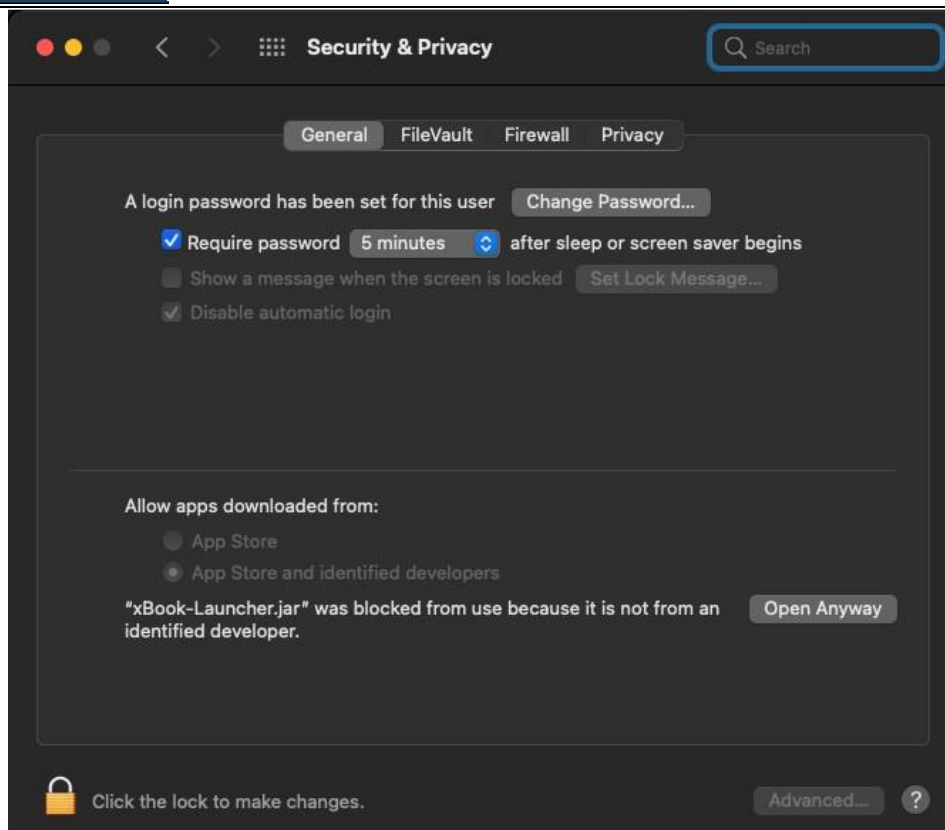 Security & Privacy
Search
General FileVault Firewall Privacy
A login password has been set for this user Change Password...
Require password 5 minutes after sleep or screen saver begins
Show a message when the screen is locked Set Lock Message...
Disable automatic login
Allow apps downloaded from:
App Store
App Store and identified developers
“xBook-Launcher.jar” was blocked from use because it is not from an Open Anyway
identified developer.
Click the lock to make changes. Advanced... ?